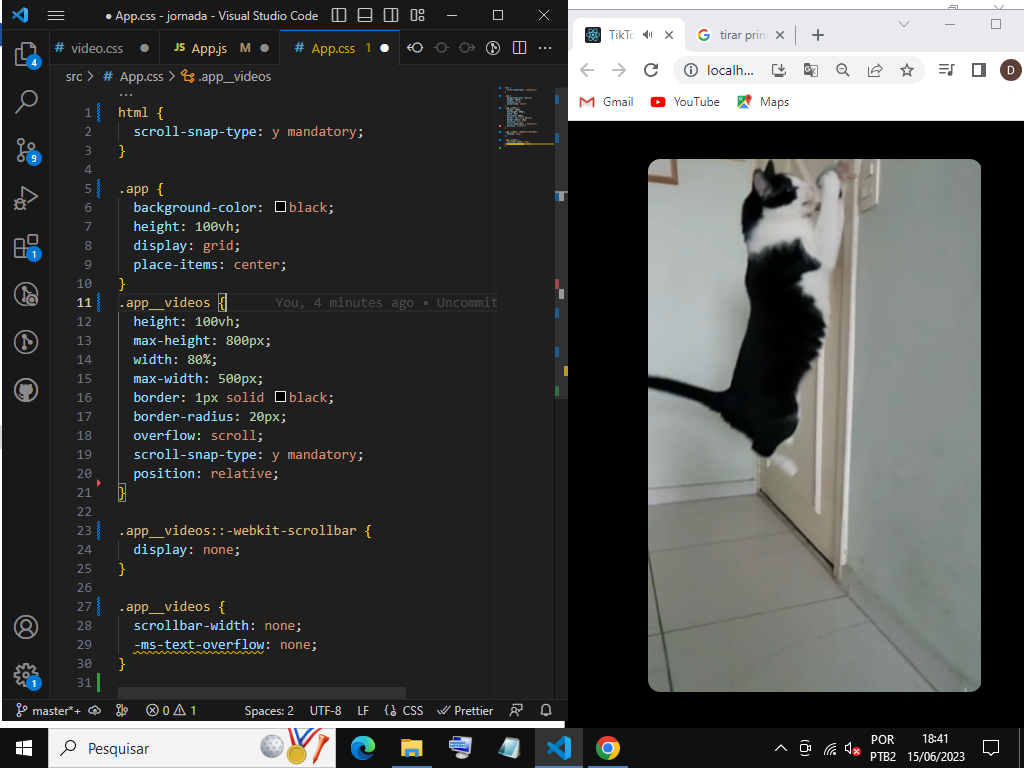 App.css - jornada - Visual Studio Code
# video.css
JS App.js M
# App.css 1
src > # App.css > .app__videos
...
1 html {
2 scroll-snap-type: y mandatory;
3 }
4
5 .app {
6 background-color: black;
7 height: 100vh;
8 display: grid;
9 place-items: center;
10 }
11 .app__videos { You, 4 minutes ago • Uncommit
12 height: 100vh;
13 max-height: 800px;
14 width: 80%;
15 max-width: 500px;
16 border: 1px solid black;
17 border-radius: 20px;
18 overflow: scroll;
19 scroll-snap-type: y mandatory;
20 position: relative;
21 }
22
23 .app__videos::-webkit-scrollbar {
24 display: none;
25 }
26
27 .app__videos {
28 scrollbar-width: none;
29 -ms-text-overflow: none;
30 }
31
4
9
1
1
master*+ 0 1 Spaces: 2 UTF-8 LF CSS Prettier
TikTo
tirar prin
localh...
D
Gmail YouTube Maps
Pesquisar
POR
PTB2
18:41
15/06/2023